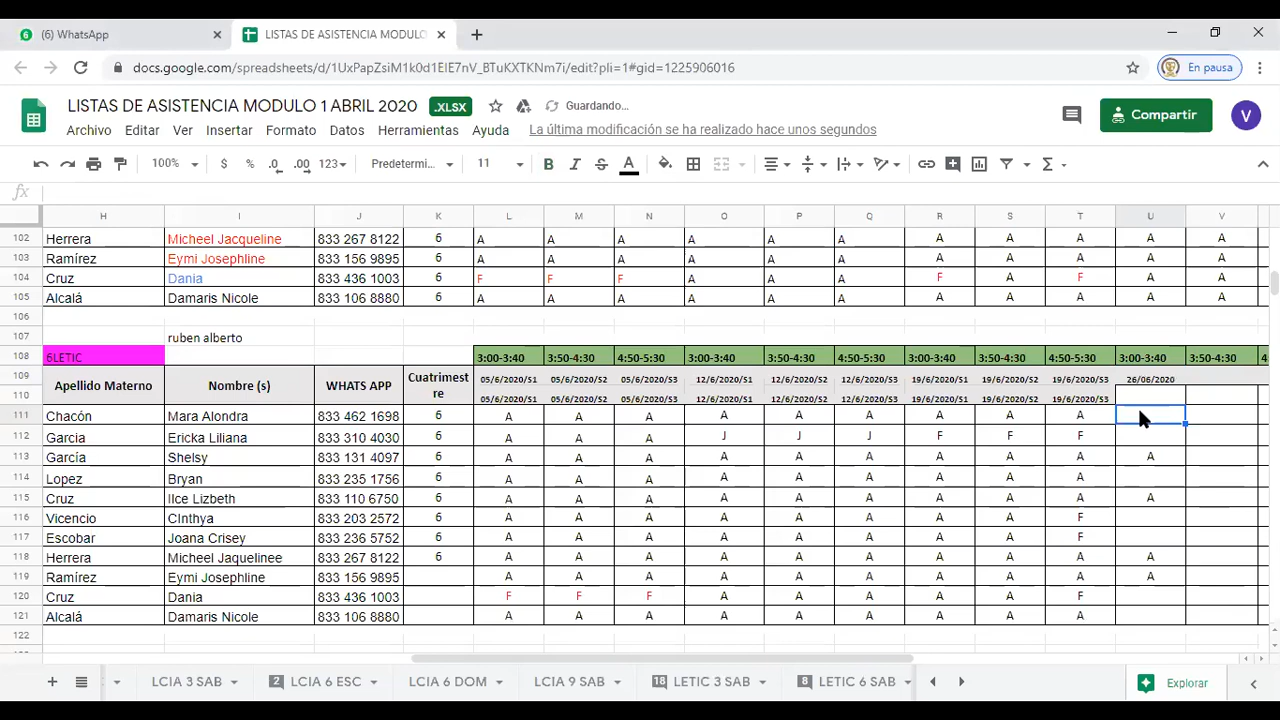 (6) WhatsApp
LISTAS DE ASISTENCIA MODULO
docs.google.com/spreadsheets/d/1UxPapZsiM1k0d1EIE7nV_BTuKXTKNm7i/edit?pli=1#gid=1225906016
En pausa
LISTAS DE ASISTENCIA MODULO 1 ABRIL 2020 .XLSX Guardando...
Compartir V
Archivo Editar Ver Insertar Formato Datos Herramientas Ayuda La última modificación se ha realizado hace unos segundos
100% $ % .0 .00 123 Predetermi... 11 B I S A
fx
H I J K L M N O P Q R S T U V
102 Herrera Micheel Jacqueline 833 267 8122 6 A A A A A A A A A A A
103 Ramírez Eymi Josephline 833 156 9895 6 A A A A A A A A A A A
104 Cruz Dania 833 436 1003 6 F F F A A A F A F A A
105 Alcalá Damaris Nicole 833 106 8880 6 A A A A A A A A A A A
106
107 ruben alberto
108 6LETIC 3:00-3:40 3:50-4:30 4:50-5:30 3:00-3:40 3:50-4:30 4:50-5:30 3:00-3:40 3:50-4:30 4:50-5:30 3:00-3:40 3:50-4:30 4
109 Apellido Materno Nombre (s) WHATS APP Cuatrimestre 05/6/2020/S1 05/6/2020/S2 05/6/2020/S3 12/6/2020/S1 12/6/2020/S2 12/6/2020/S3 19/6/2020/S1 19/6/2020/S2 19/6/2020/S3 26/06/2020
110 05/6/2020/S1 05/6/2020/S2 05/6/2020/S3 12/6/2020/S1 12/6/2020/S2 12/6/2020/S3 19/6/2020/S1 19/6/2020/S2 19/6/2020/S3
111 Chacón Mara Alondra 833 462 1698 6 A A A A A A A A A
112 Garcia Ericka Liliana 833 310 4030 6 A A A J J J F F F
113 García Shelsy 833 131 4097 6 A A A A A A A A A A
114 Lopez Bryan 833 235 1756 6 A A A A A A A A A
115 Cruz Ilce Lizbeth 833 110 6750 6 A A A A A A A A A A
116 Vicencio CInthya 833 203 2572 6 A A A A A A A A F
117 Escobar Joana Crisey 833 236 5752 6 A A A A A A A A F
118 Herrera Micheel Jaquelinee 833 267 8122 6 A A A A A A A A A A
119 Ramírez Eymi Josephline 833 156 9895 A A A A A A A A A A
120 Cruz Dania 833 436 1003 F F F A A A A A F
121 Alcalá Damaris Nicole 833 106 8880 A A A A A A A A A
122
LCIA 3 SAB 2 LCIA 6 ESC LCIA 6 DOM LCIA 9 SAB 18 LETIC 3 SAB 8 LETIC 6 SAB Explorar